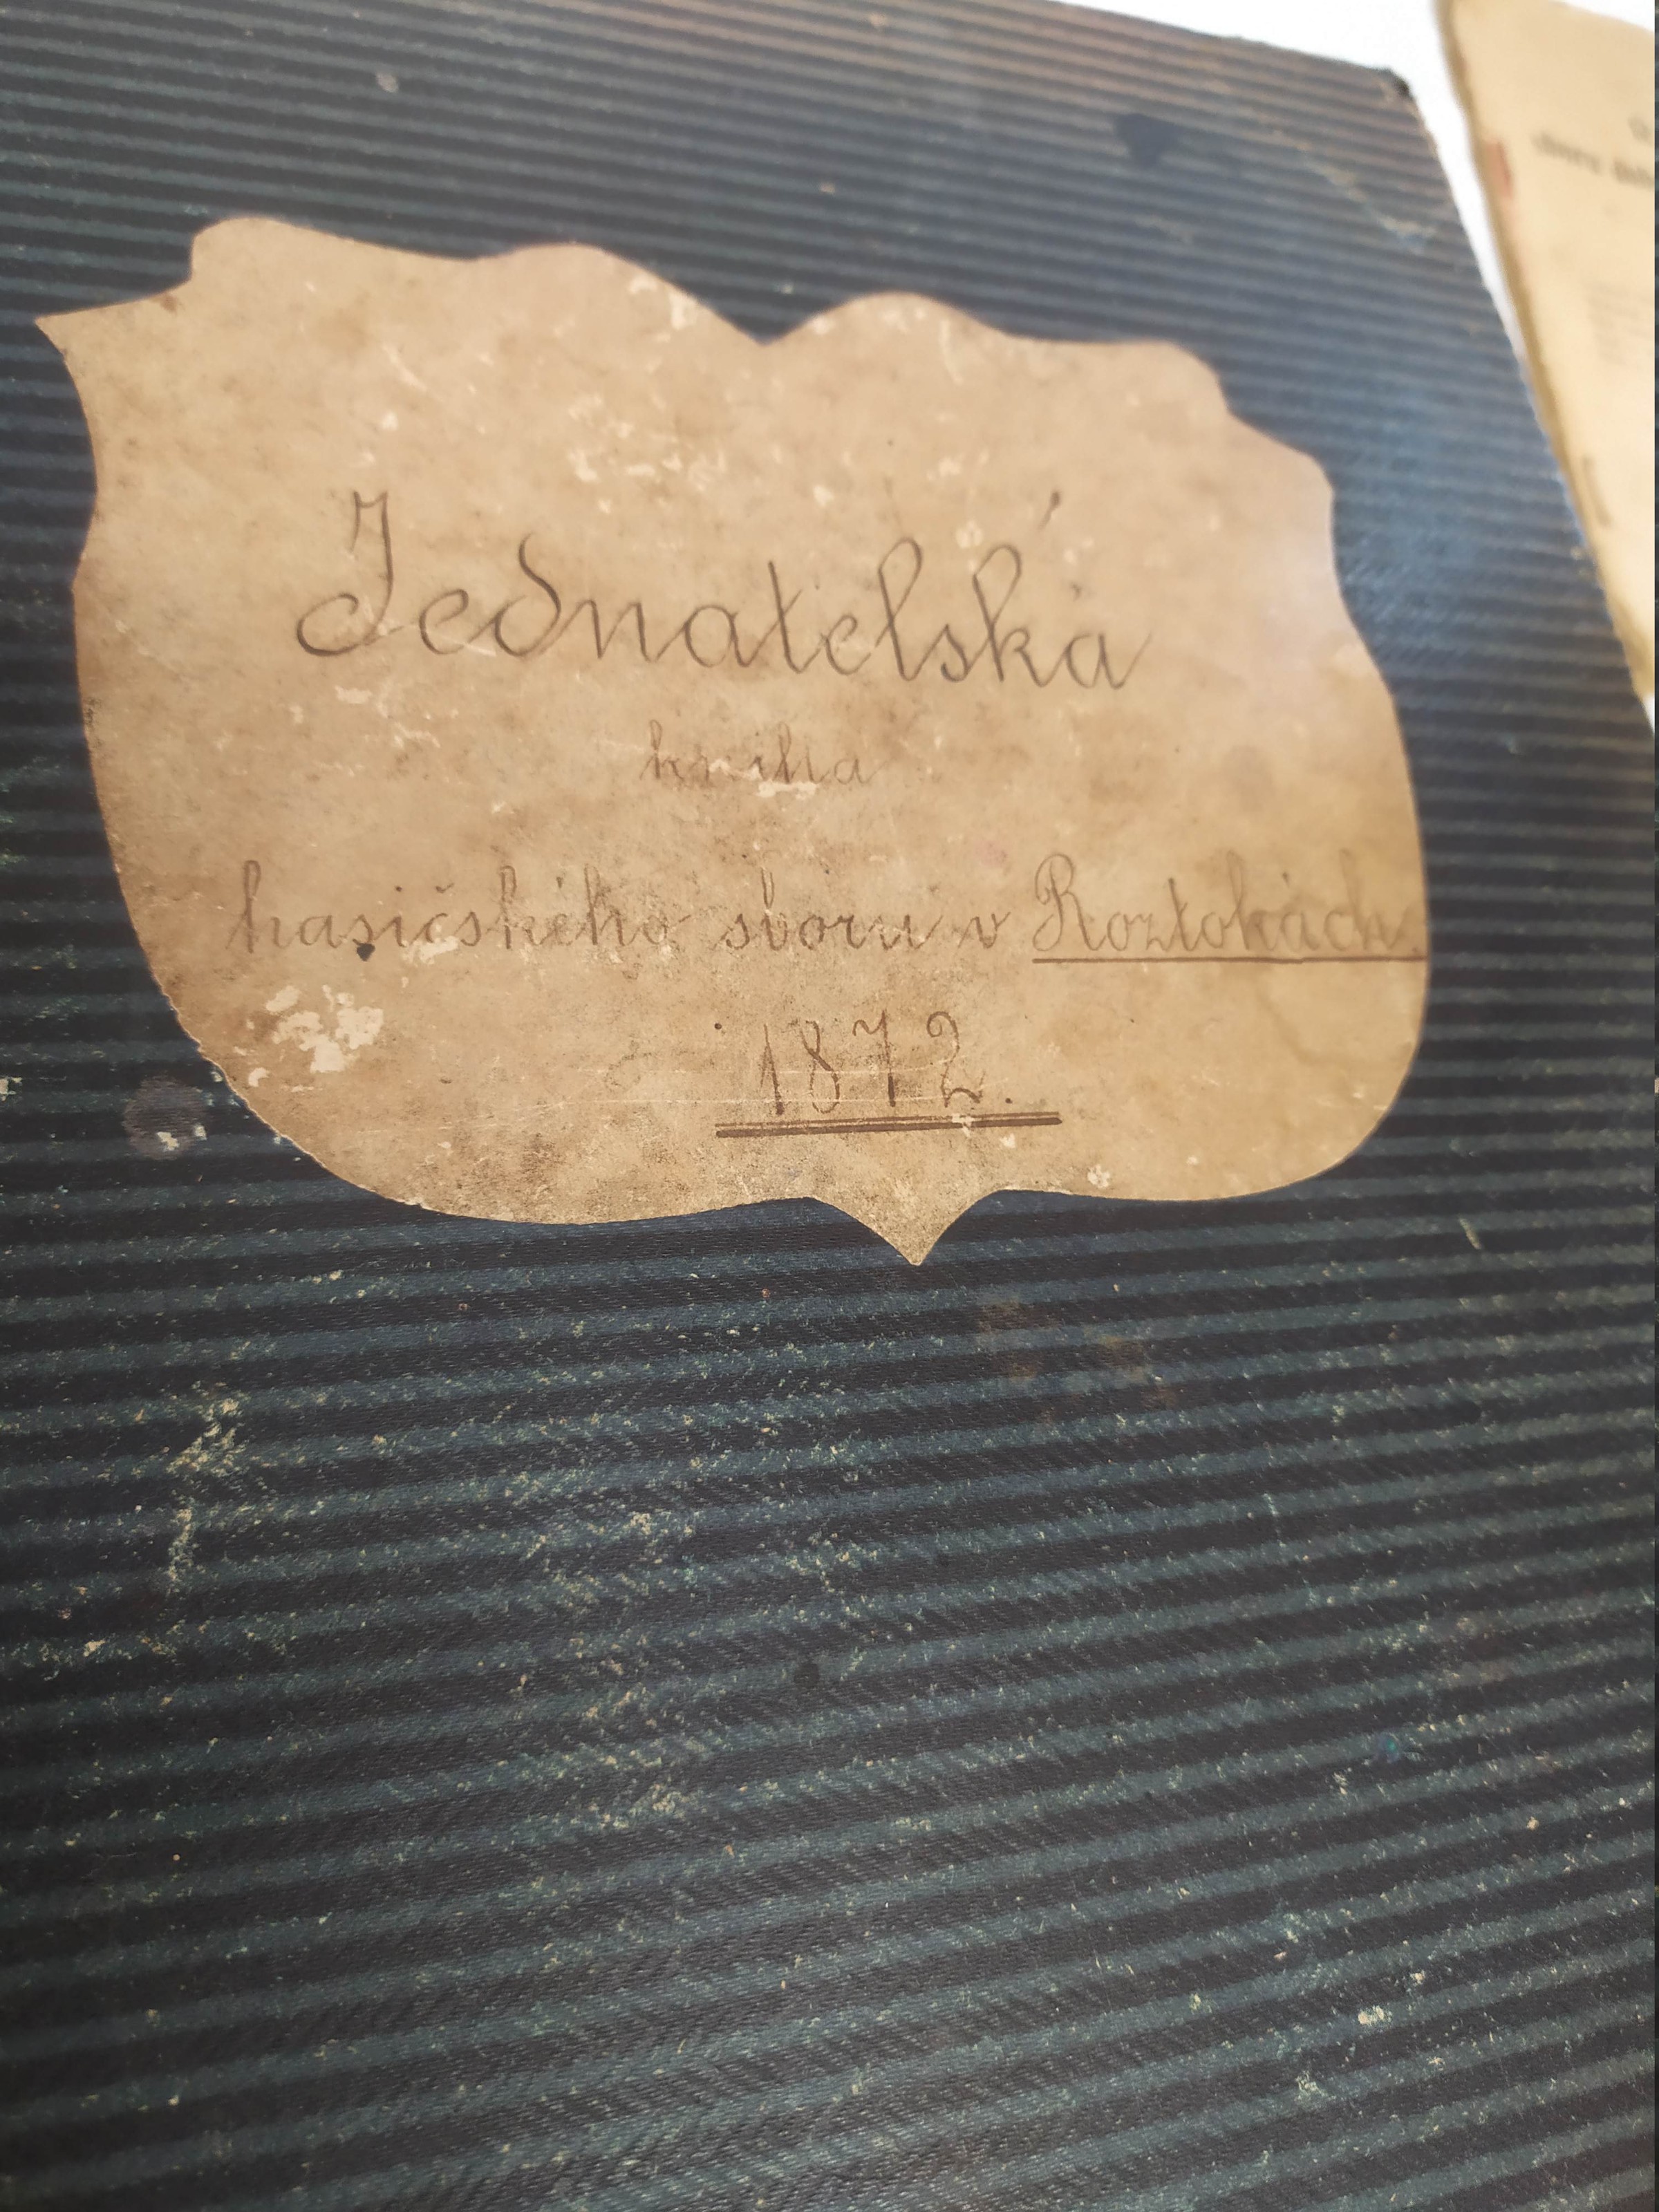 Jednatelská
kniha
hasičského sboru v Roztokách.
1872.